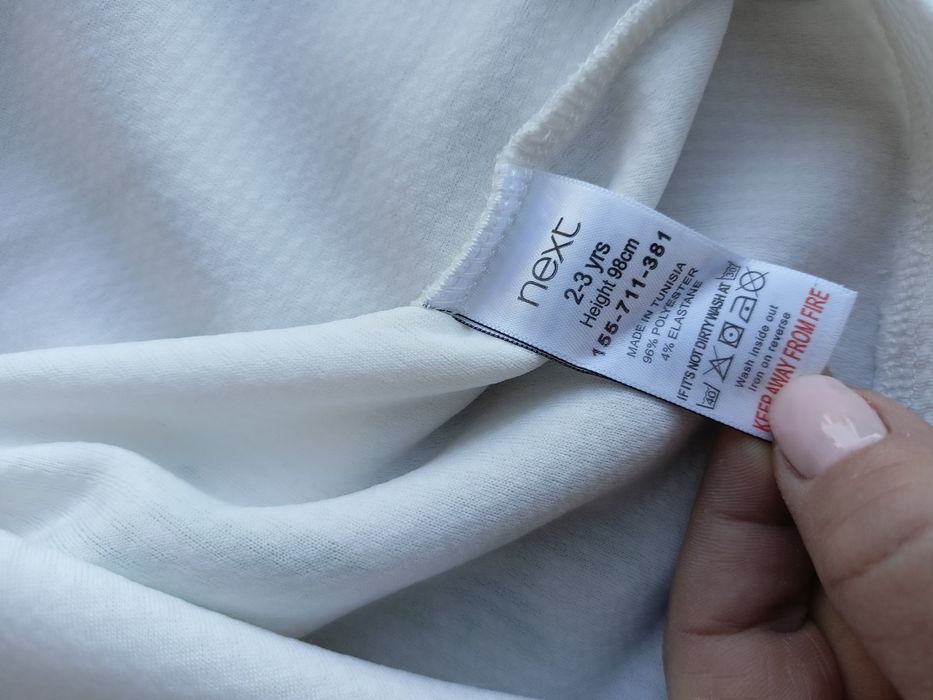 next
2-3 yrs
Height 98cm
155-711-381
MADE IN TUNISIA
96% POLYESTER
4% ELASTANE
IF IT'S NOT DIRTY WASH AT 30
40
Wash inside out
Iron on reverse
KEEP AWAY FROM FIRE